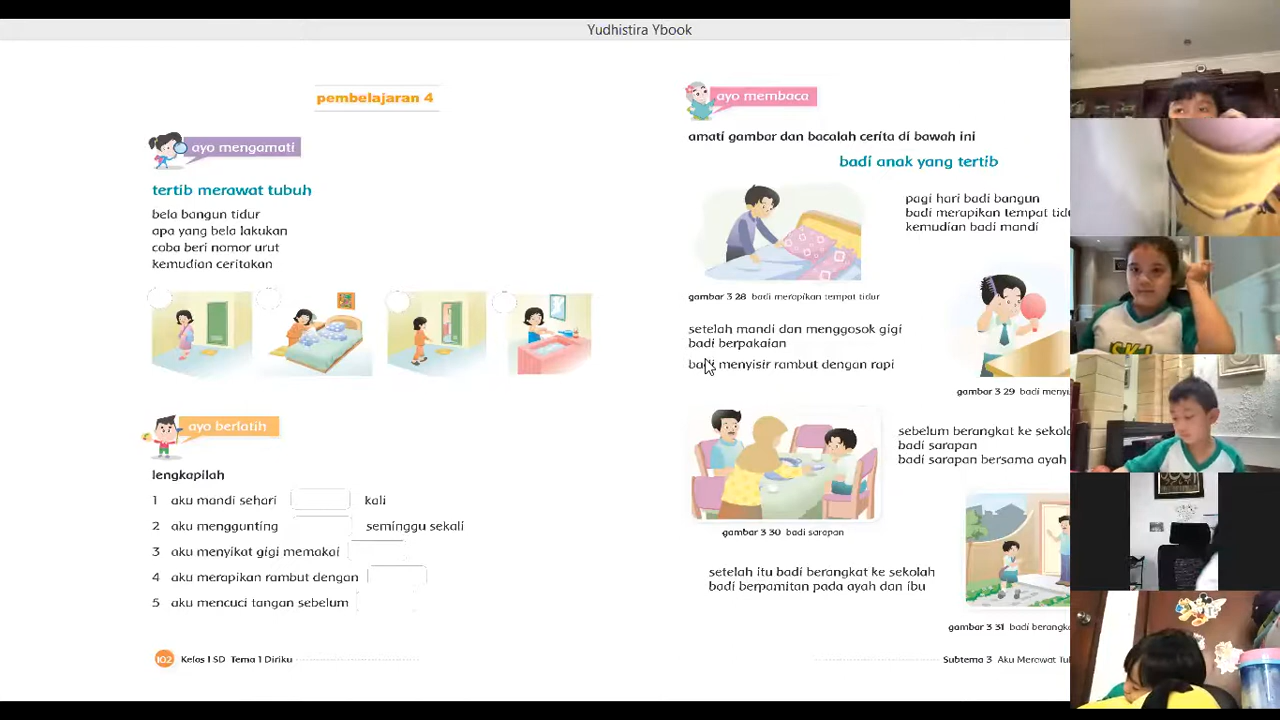 Yudhistira Ybook
pembelajaran 4
ayo mengamati
tertib merawat tubuh
bela bangun tidur
apa yang bela lakukan
coba beri nomor urut
kemudian ceritakan
ayo berlatih
lengkapilah
1 aku mandi sehari kali
2 aku menggunting seminggu sekali
3 aku menyikat gigi memakai
4 aku merapikan rambut dengan
5 aku mencuci tangan sebelum
102 Kelas I SD Tema 1 Diriku
ayo membaca
amati gambar dan bacalah cerita di bawah ini
badi anak yang tertib
pagi hari badi bangun
badi merapikan tempat tidu
kemudian badi mandi
gambar 3 28 badi merapikan tempat tidur
setelah mandi dan menggosok gigi
badi berpakaian
badi menyisir rambut dengan rapi
gambar 3 29 badi menyi
sebelum berangkat ke sekola
badi sarapan
badi sarapan bersama ayah
gambar 3 30 badi sarapan
setelah itu badi berangkat ke sekolah
badi berpamitan pada ayah dan ibu
gambar 3 31 badi berangka
Subtema 3 Aku Merawat Tub